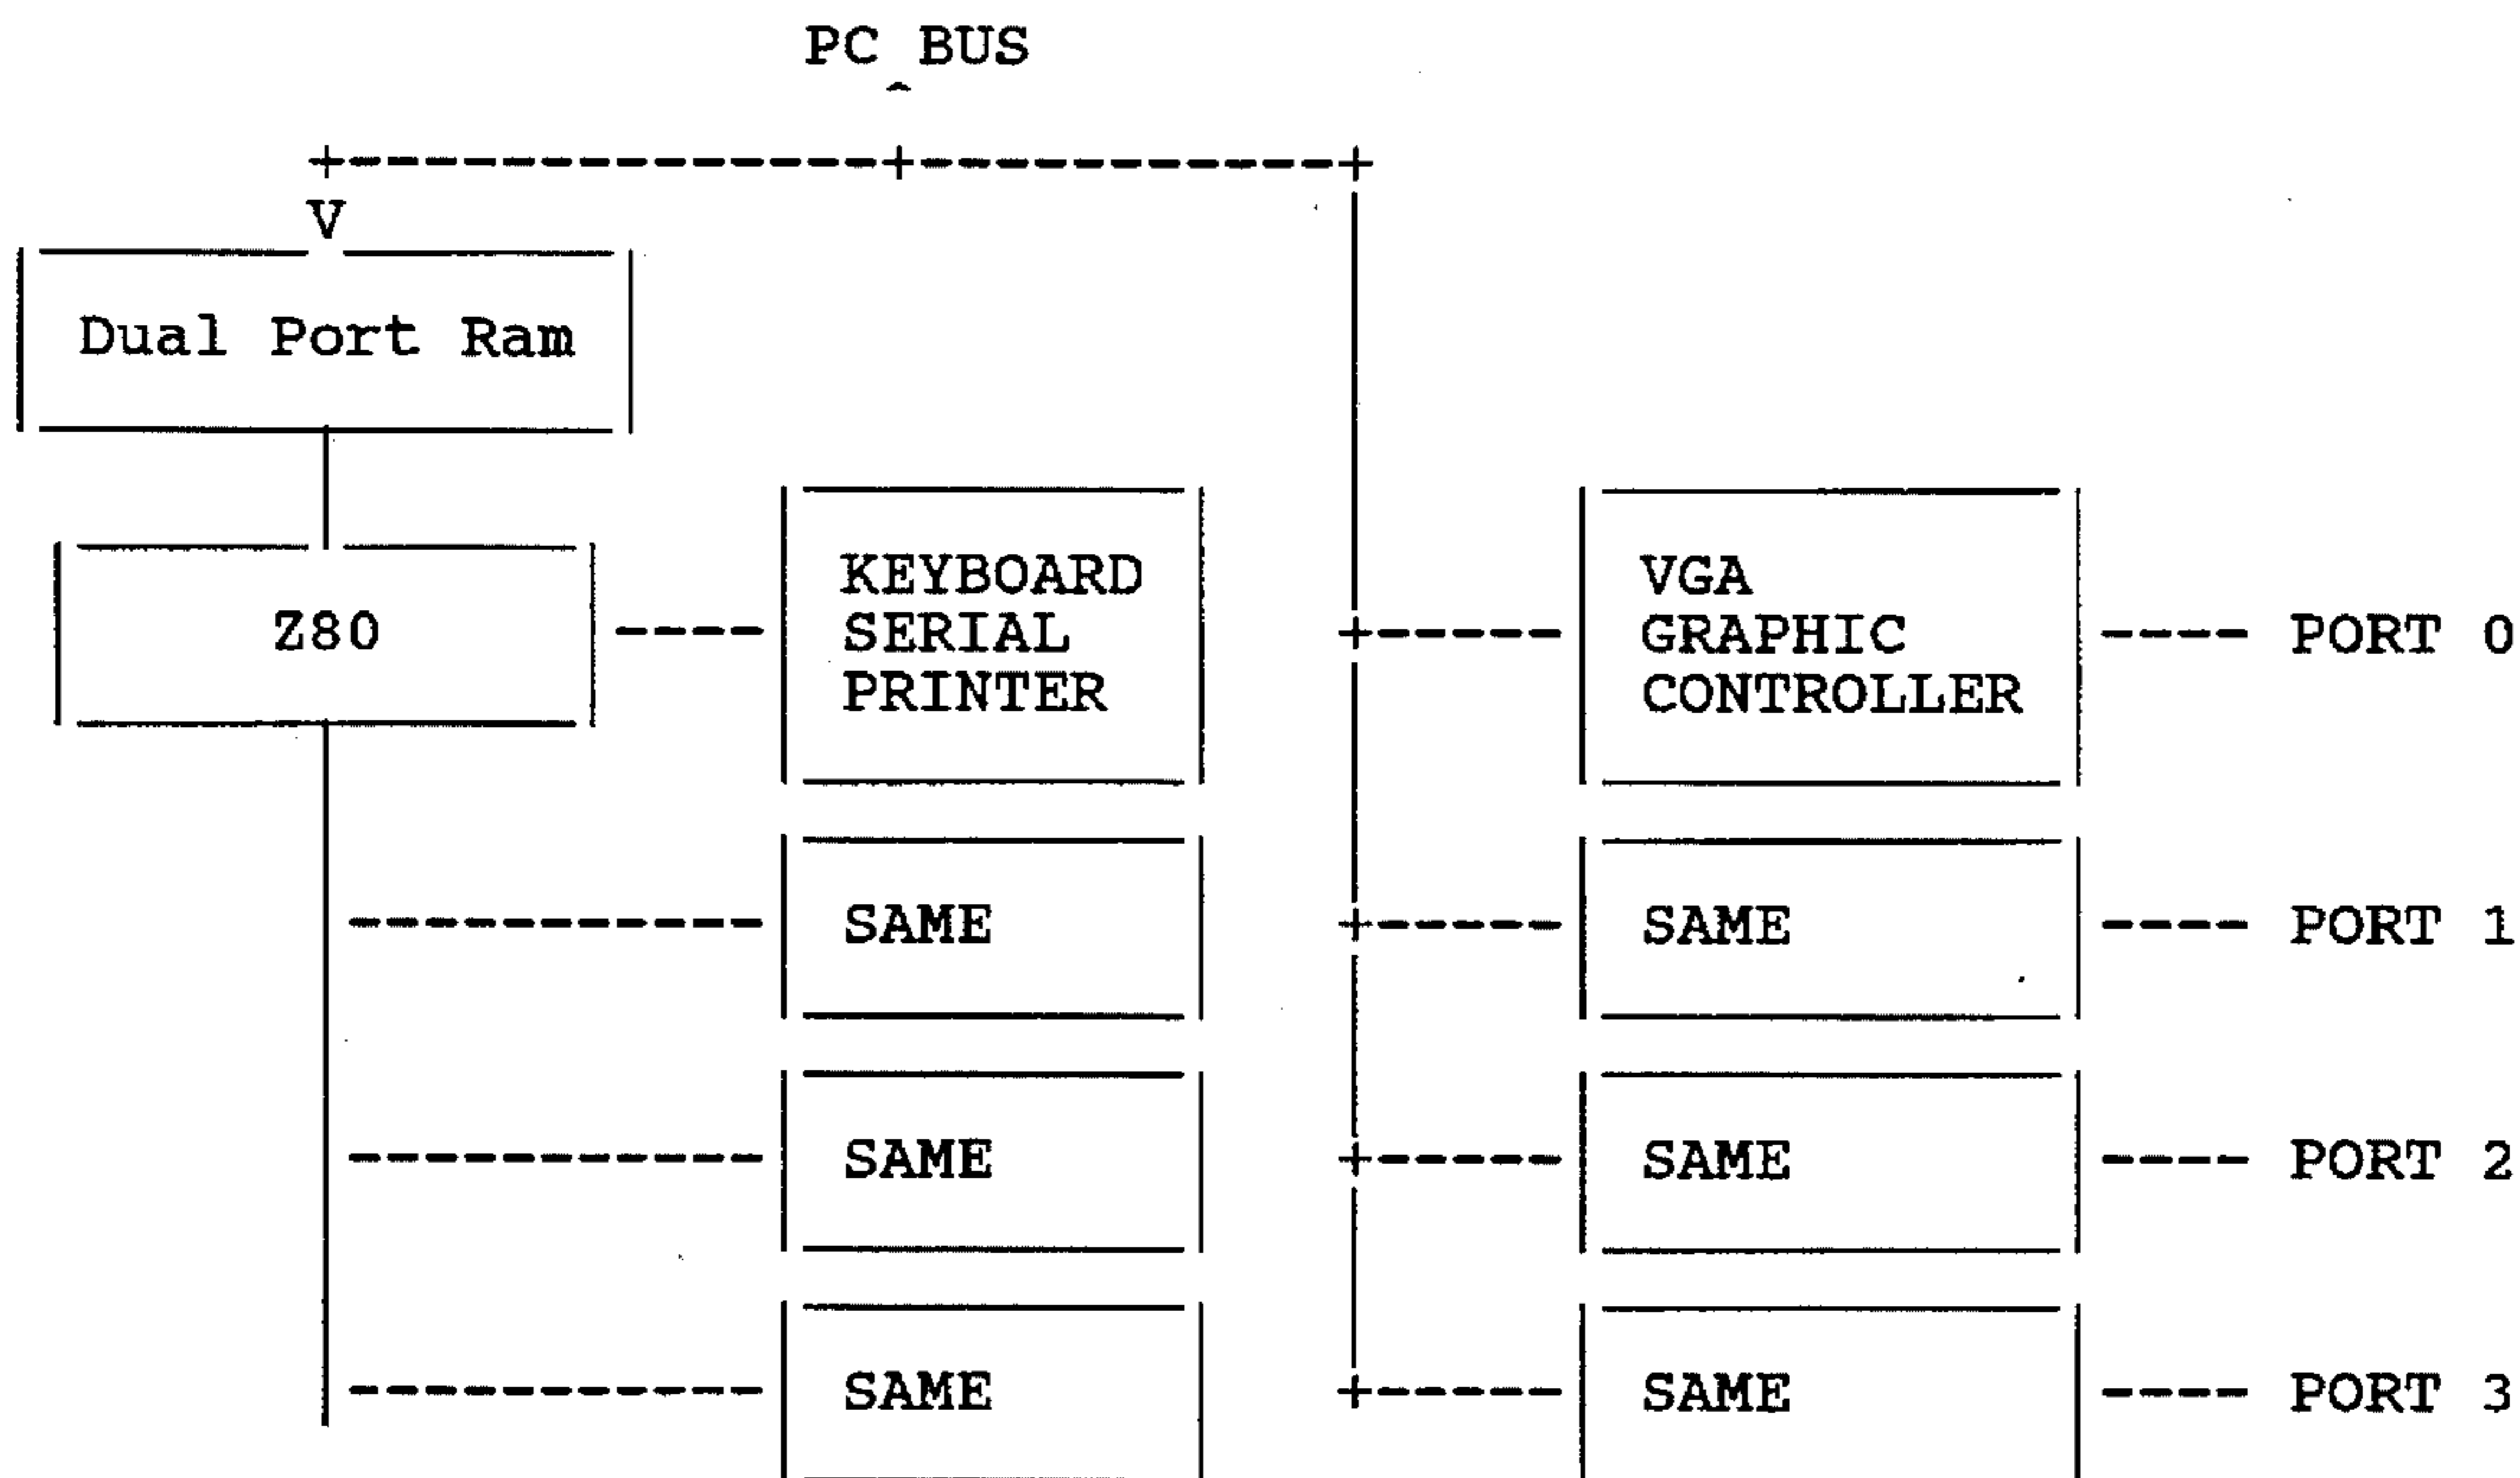 PC BUS
V
Dual Port Ram
Z80
KEYBOARD
SERIAL
PRINTER
VGA
GRAPHIC
CONTROLLER
PORT 0
SAME
SAME
PORT 1
SAME
SAME
PORT 2
SAME
SAME
PORT 3